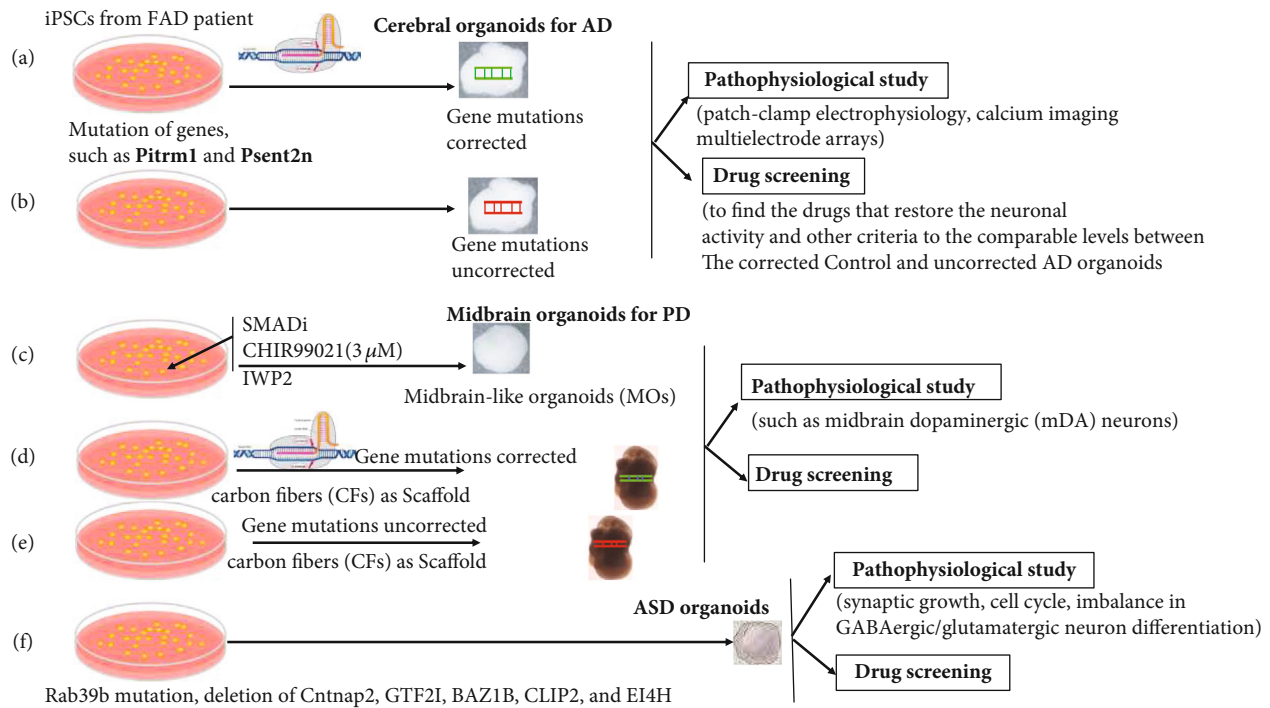 iPSCs from FAD patient
Cerebral organoids for AD
(a)
Gene mutations
corrected
Mutation of genes,
such as Pitrm1 and Psent2n
(b)
Gene mutations
uncorrected
Pathophysiological study
(patch-clamp electrophysiology, calcium imaging
multielectrode arrays)
Drug screening
(to find the drugs that restore the neuronal
activity and other criteria to the comparable levels between
The corrected Control and uncorrected AD organoids
Midbrain organoids for PD
(c)
SMADi
CHIR99021(3 μM)
IWP2
Midbrain-like organoids (MOs)
(d)
Gene mutations corrected
carbon fibers (CFs) as Scaffold
(e)
Gene mutations uncorrected
carbon fibers (CFs) as Scaffold
Pathophysiological study
(such as midbrain dopaminergic (mDA) neurons)
Drug screening
ASD organoids
(f)
Rab39b mutation, deletion of Cntnap2, GTF2I, BAZ1B, CLIP2, and EI4H
Pathophysiological study
(synaptic growth, cell cycle, imbalance in
GABAergic/glutamatergic neuron differentiation)
Drug screening